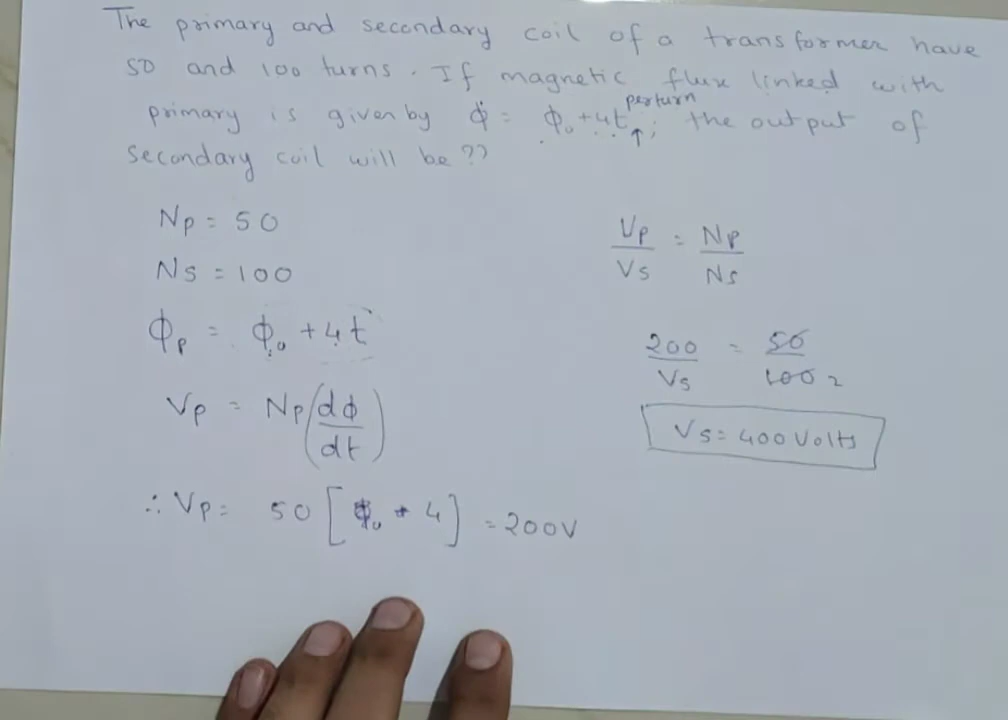 The primary and secondary coil of a transformer have
50 and 100 turns. If magnetic flux linked with
per turn
primary is given by ϕ = ϕ₀ + 4t ; the output of
↑
secondary coil will be ??
Np = 50
Ns = 100
ϕp = ϕ₀ + 4t
Vp = Np (dϕ/dt)
∴ Vp = 50 [ϕ₀ + 4] = 200V
Vp/Vs = Np/Ns
200/Vs = 50/100 2
Vs = 400 Volts